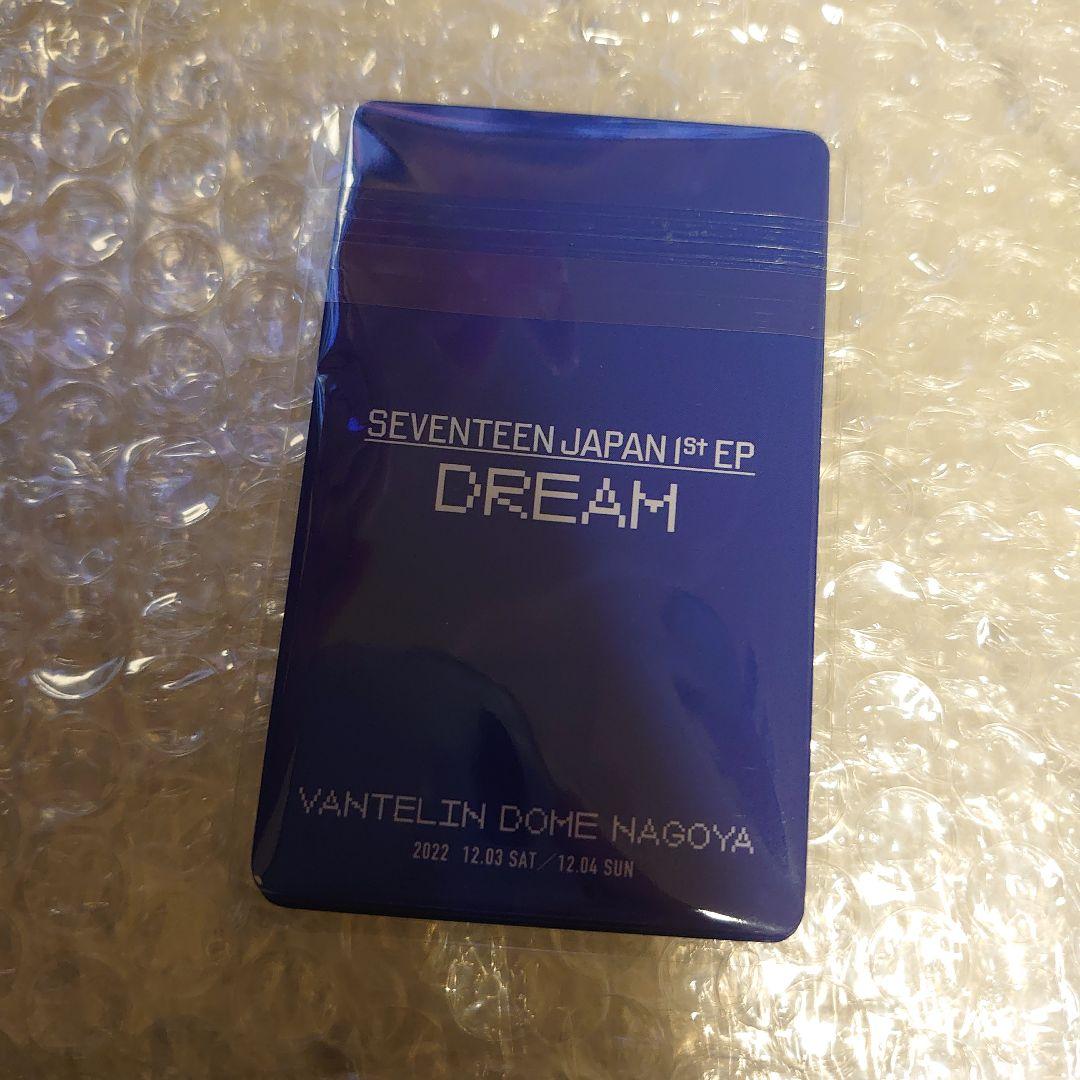 SEVENTEEN JAPAN 1st EP
DREAM
VANTELIN DOME NAGOYA
2022 12.03 SAT／12.04 SUN